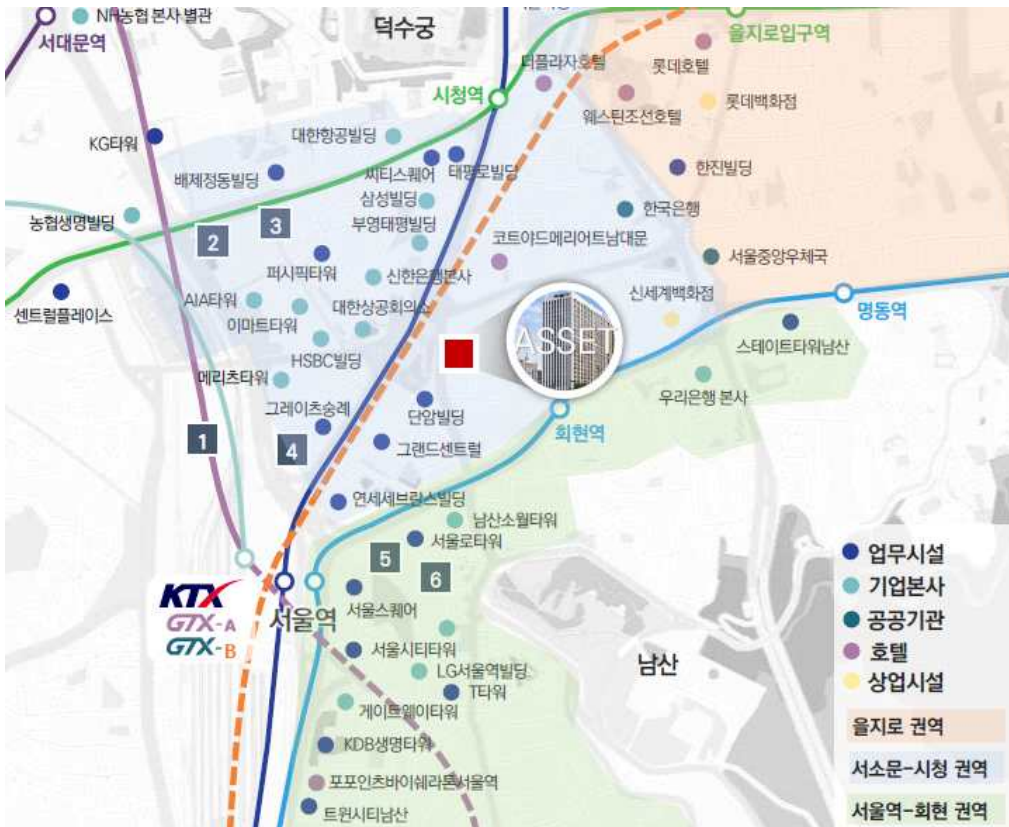 NH농협 본사 별관
서대문역
덕수궁
을지로입구역
더플라자호텔
롯데호텔
시청역
웨스틴조선호텔
롯데백화점
KG타워
대한항공빌딩
씨티스퀘어
태평로빌딩
한진빌딩
배제정동빌딩
삼성빌딩
농협생명빌딩
부영태평빌딩
한국은행
3
2
코트야드메리어트남대문
서울중앙우체국
퍼시픽타워
신한은행본사
AIA타워
대한상공회의소
신세계백화점
명동역
센트럴플레이스
이마트타워
ASSET
스테이트타워남산
HSBC빌딩
메리츠타워
우리은행 본사
그레이츠숭례
단암빌딩
회현역
1
4
그랜드센트럴
연세세브란스빌딩
남산소월타워
서울로타워
5
6
업무시설
기업본사
공공기관
호텔
상업시설
KTX
GTX-A
GTX-B
서울역
서울스퀘어
서울시티타워
LG서울역빌딩
T타워
남산
게이트웨이타워
KDB생명타워
포포인츠바이쉐라톤서울역
트윈시티남산
을지로 권역
서소문-시청 권역
서울역-회현 권역